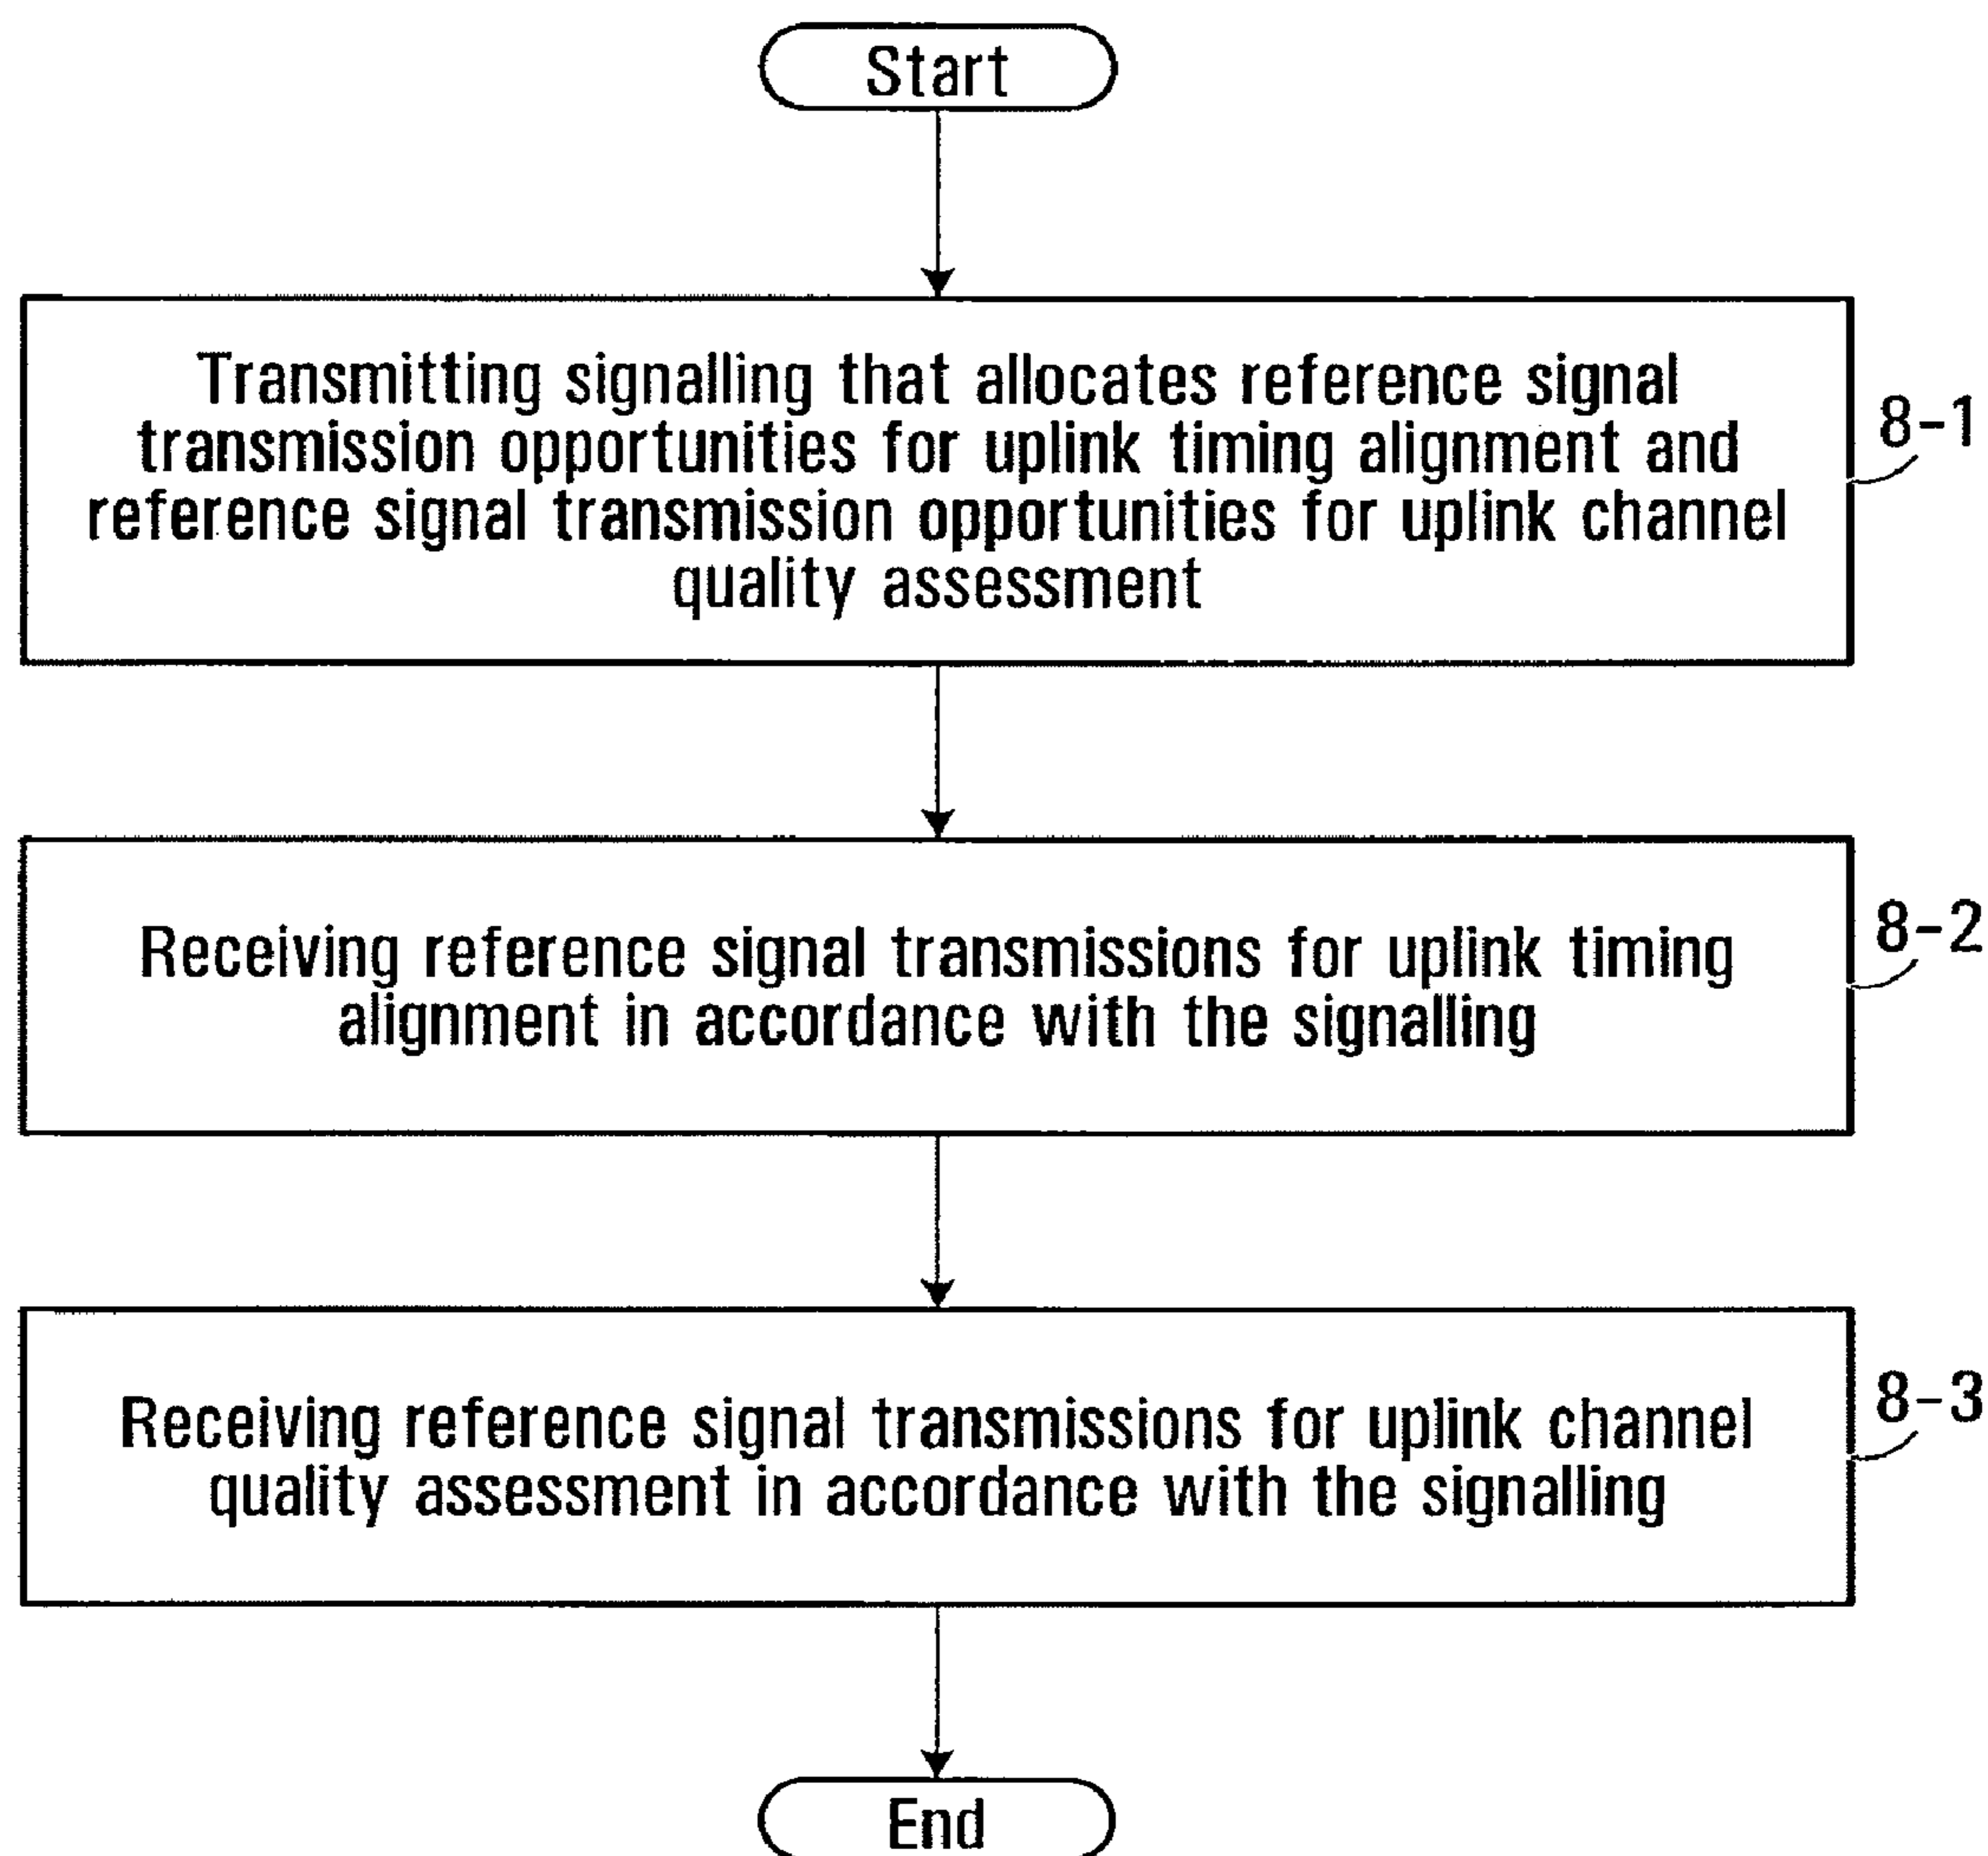 Start
Transmitting signalling that allocates reference signal
transmission opportunities for uplink timing alignment and
reference signal transmission opportunities for uplink channel
quality assessment
8-1
Receiving reference signal transmissions for uplink timing
alignment in accordance with the signalling
8-2
Receiving reference signal transmissions for uplink channel
quality assessment in accordance with the signalling
8-3
End